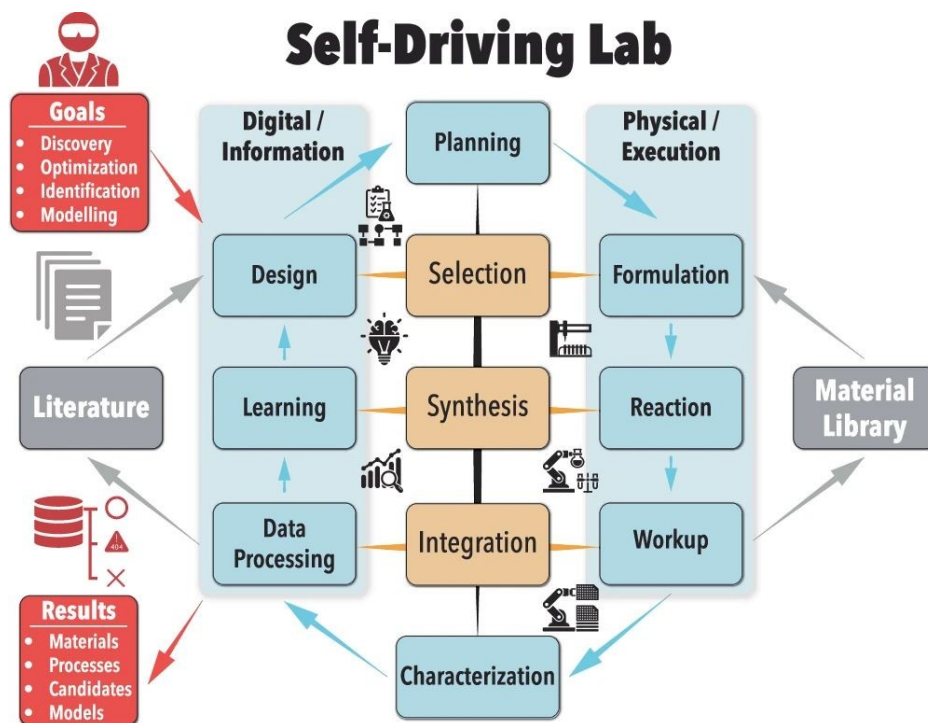 Self-Driving Lab
Goals
• Discovery
• Optimization
• Identification
• Modelling
Digital /
Information
Planning
Physical /
Execution
Design
Selection
Formulation
Literature
Learning
Synthesis
Reaction
Material
Library
404
Data
Processing
Integration
Workup
Results
• Materials
• Processes
• Candidates
• Models
Characterization